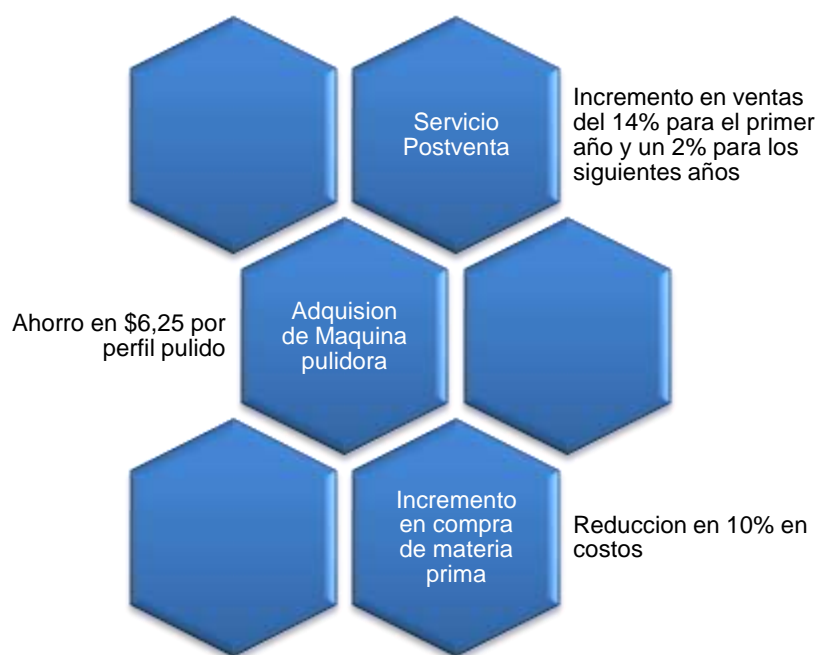 Servicio
Postventa
Incremento en ventas
del 14% para el primer
año y un 2% para los
siguientes años
Ahorro en $6,25 por
perfil pulido
Adquision
de Maquina
pulidora
Incremento
en compra
de materia
prima
Reduccion en 10% en
costos